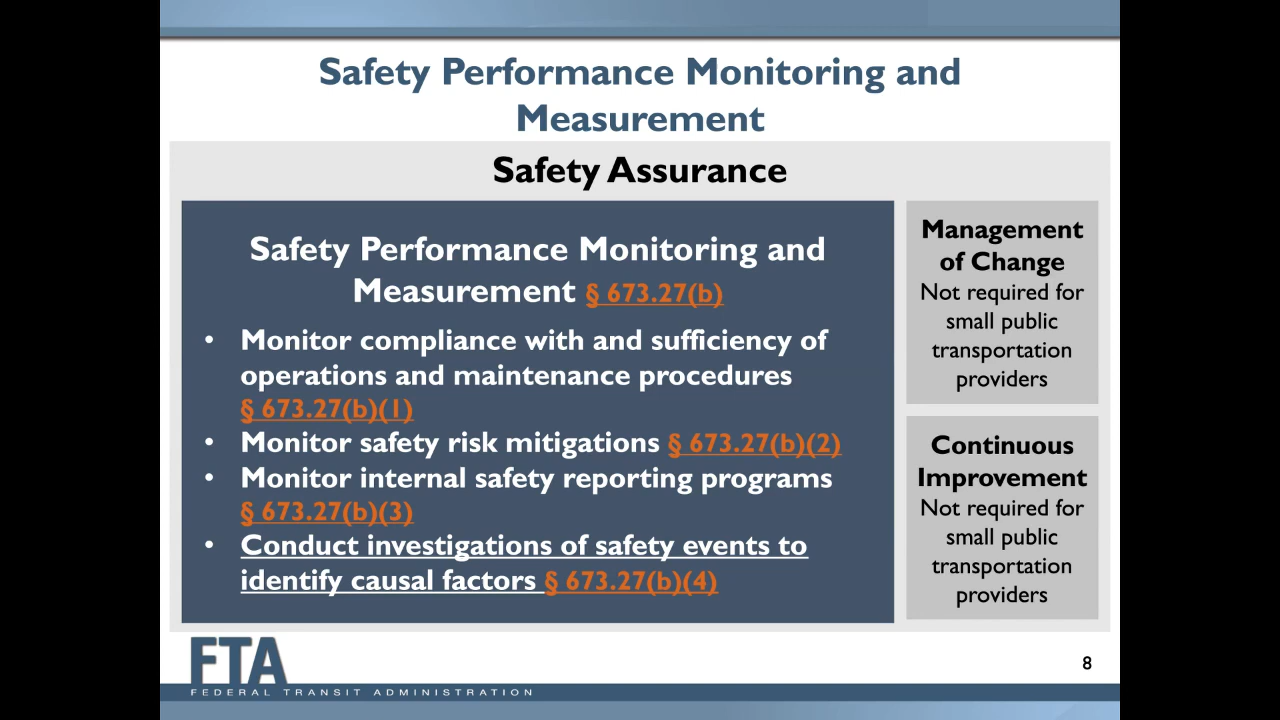 Safety Performance Monitoring and
Measurement
Safety Assurance
Safety Performance Monitoring and
Measurement § 673.27(b)
• Monitor compliance with and sufficiency of
operations and maintenance procedures
§ 673.27(b)(1)
• Monitor safety risk mitigations § 673.27(b)(2)
• Monitor internal safety reporting programs
§ 673.27(b)(3)
• Conduct investigations of safety events to
identify causal factors § 673.27(b)(4)
Management
of Change
Not required for
small public
transportation
providers
Continuous
Improvement
Not required for
small public
transportation
providers
FTA
FEDERAL TRANSIT ADMINISTRATION
8